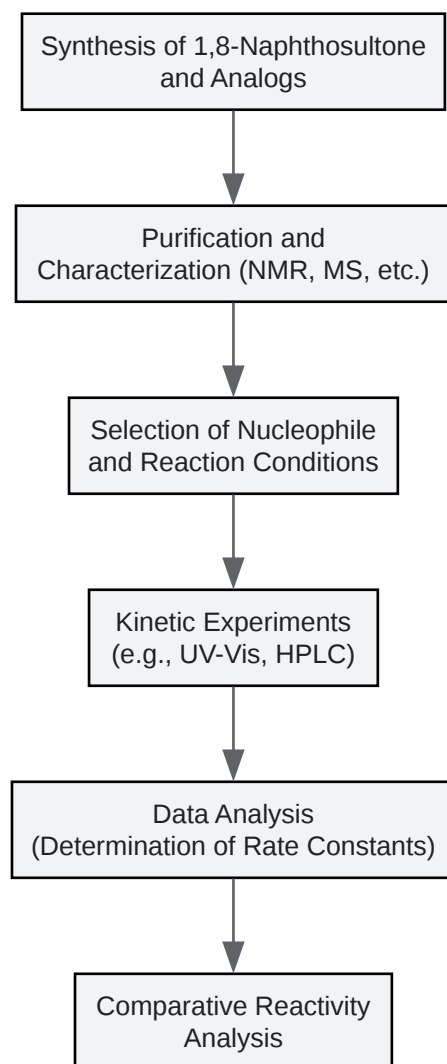 Synthesis of 1,8-Naphthosultone
and Analogs
Purification and
Characterization (NMR, MS, etc.)
Selection of Nucleophile
and Reaction Conditions
Kinetic Experiments
(e.g., UV-Vis, HPLC)
Data Analysis
(Determination of Rate Constants)
Comparative Reactivity
Analysis